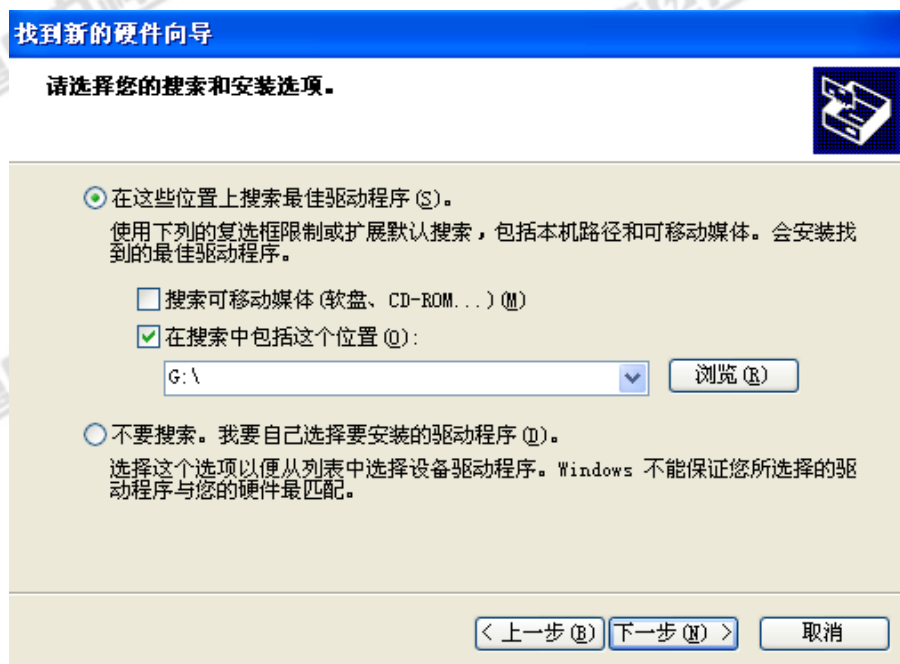 找到新的硬件向导
请选择您的搜索和安装选项。
在这些位置上搜索最佳驱动程序(S)。
使用下列的复选框限制或扩展默认搜索，包括本机路径和可移动媒体。会安装找
到的最佳驱动程序。
搜索可移动媒体(软盘、CD-ROM...)(M)
在搜索中包括这个位置(O):
G:\
浏览(R)
不要搜索。我要自己选择要安装的驱动程序(D)。
选择这个选项以便从列表中选择设备驱动程序。Windows 不能保证您所选择的驱
动程序与您的硬件最匹配。
< 上一步(B) 下一步(N) > 取消